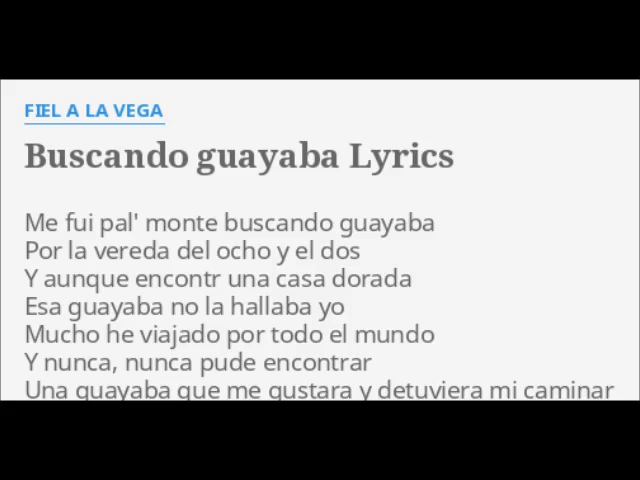 FIEL A LA VEGA
Buscando guayaba Lyrics
Me fui pal' monte buscando guayaba
Por la vereda del ocho y el dos
Y aunque encontr una casa dorada
Esa guayaba no la hallaba yo
Mucho he viajado por todo el mundo
Y nunca, nunca pude encontrar
Una guayaba que me gustara y detuviera mi caminar